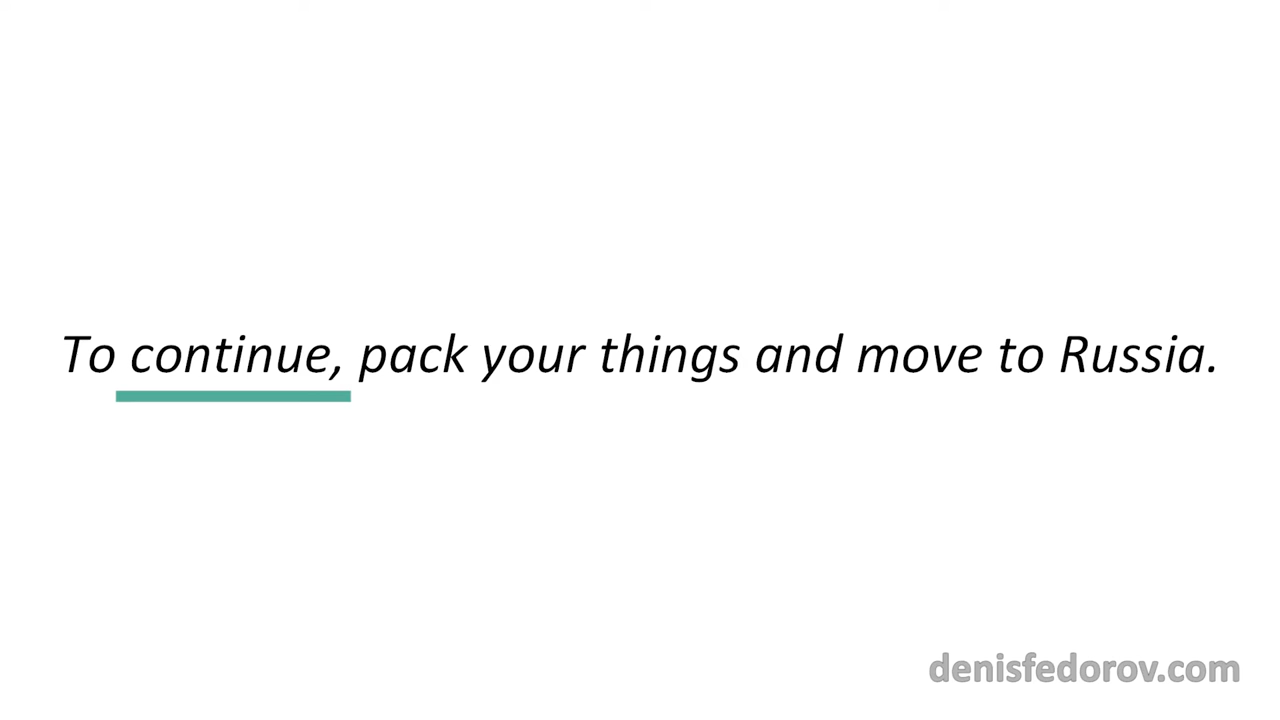 To continue, pack your things and move to Russia.
denisfedorov.com